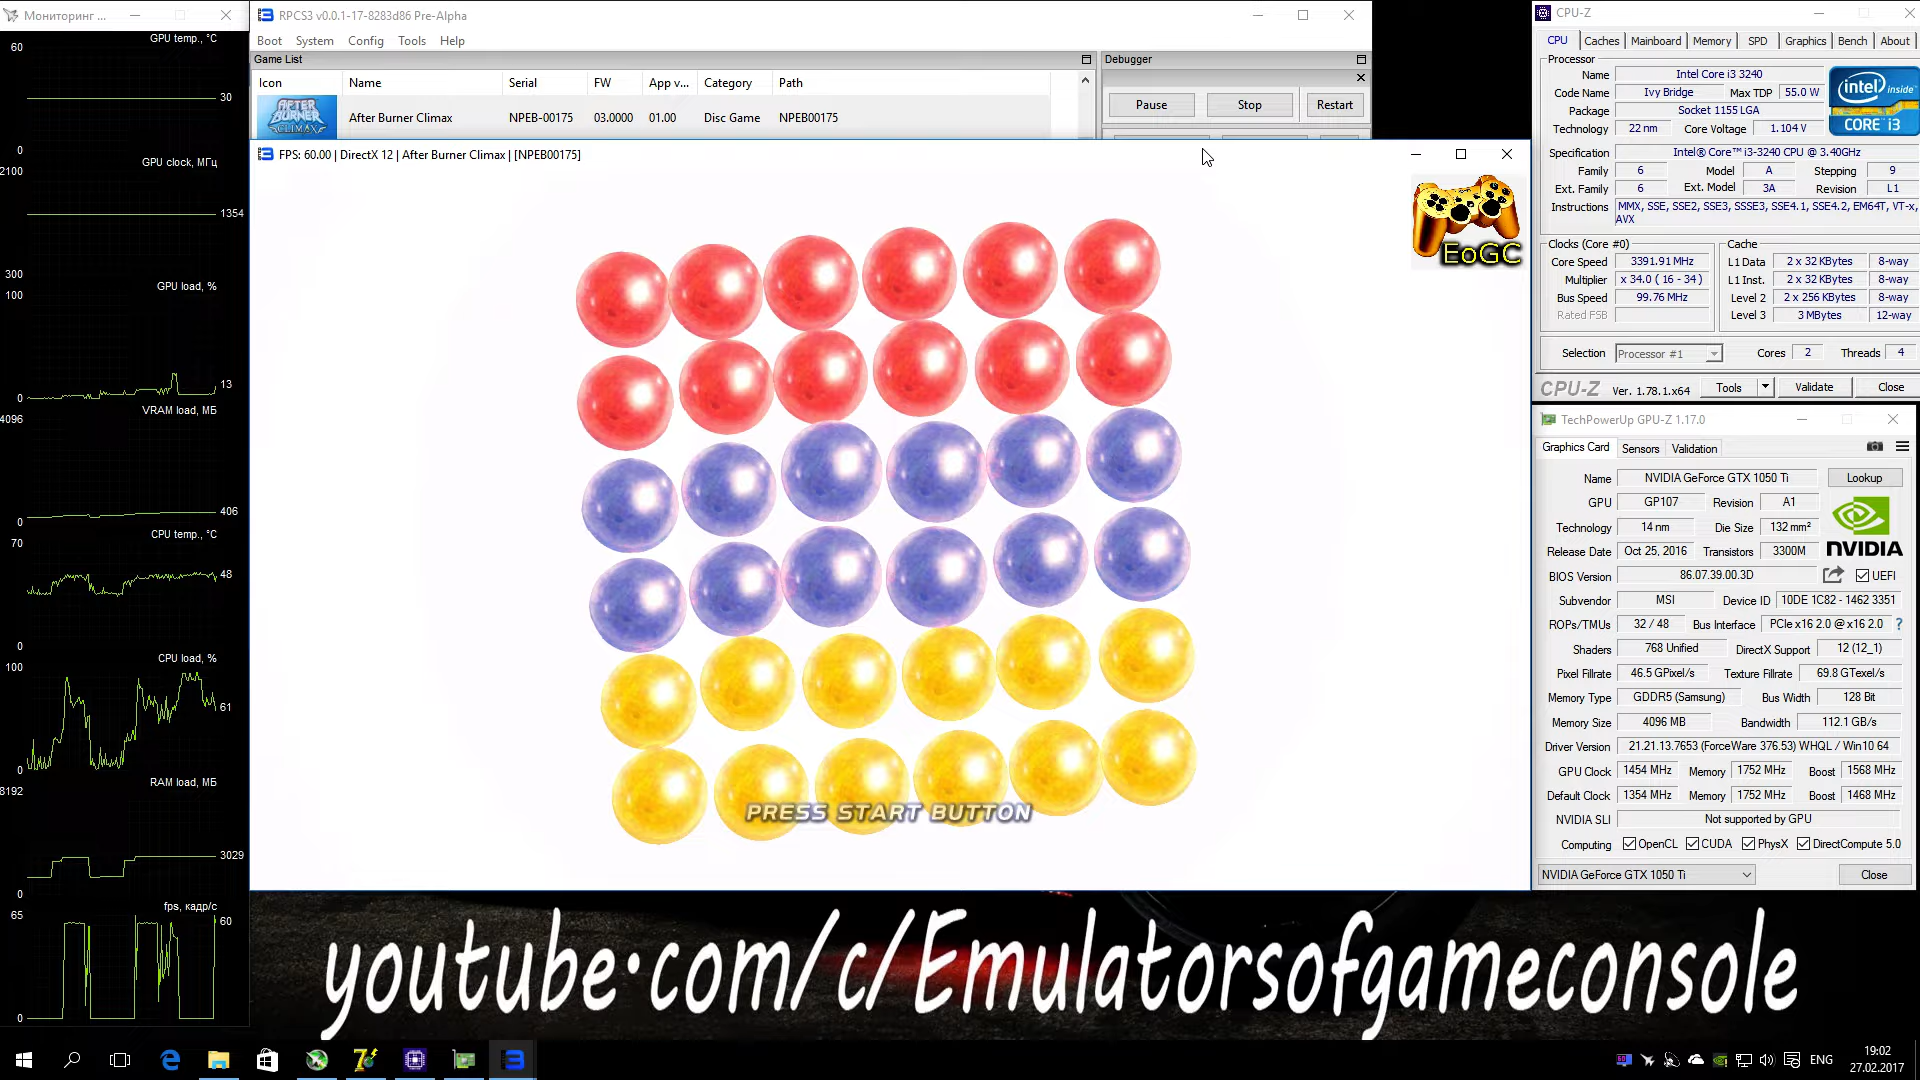 Мониторинг ...
GPU temp., °C
60
30
0
GPU clock, МГц
2100
1354
300
GPU load, %
100
13
0
VRAM load, МБ
4096
406
0
CPU temp., °C
70
48
0
CPU load, %
100
61
0
RAM load, МБ
8192
3029
0
fps, кадр/с
65
60
0
RPCS3 v0.0.1-17-8283d86 Pre-Alpha
Boot System Config Tools Help
Game List
Icon Name Serial FW App v... Category Path
AFTER BURNER CLIMAX
After Burner Climax NPEB-00175 03.0000 01.00 Disc Game NPEB00175
Debugger
Pause Stop Restart
FPS: 60.00 | DirectX 12 | After Burner Climax | [NPEB00175]
EoGC
PRESS START BUTTON
CPU-Z
CPU Caches Mainboard Memory SPD Graphics Bench About
Processor
Name Intel Core i3 3240
Code Name Ivy Bridge Max TDP 55.0 W
Package Socket 1155 LGA
Technology 22 nm Core Voltage 1.104 V
intel inside™
CORE i3
Specification Intel® Core™ i3-3240 CPU @ 3.40GHz
Family 6 Model A Stepping 9
Ext. Family 6 Ext. Model 3A Revision L1
Instructions MMX, SSE, SSE2, SSE3, SSSE3, SSE4.1, SSE4.2, EM64T, VT-x,
AVX
Clocks (Core #0)
Core Speed 3391.91 MHz
Multiplier x 34.0 ( 16 - 34 )
Bus Speed 99.76 MHz
Rated FSB
Cache
L1 Data 2 x 32 KBytes 8-way
L1 Inst. 2 x 32 KBytes 8-way
Level 2 2 x 256 KBytes 8-way
Level 3 3 MBytes 12-way
Selection Processor #1 Cores 2 Threads 4
CPU-Z Ver. 1.78.1.x64 Tools Validate Close
TechPowerUp GPU-Z 1.17.0
Graphics Card Sensors Validation
Name NVIDIA GeForce GTX 1050 Ti Lookup
GPU GP107 Revision A1
Technology 14 nm Die Size 132 mm²
Release Date Oct 25, 2016 Transistors 3300M
NVIDIA
BIOS Version 86.07.39.00.3D UEFI
Subvendor MSI Device ID 10DE 1C82 - 1462 3351
ROPs/TMUs 32 / 48 Bus Interface PCIe x16 2.0 @ x16 2.0 ?
Shaders 768 Unified DirectX Support 12 (12_1)
Pixel Fillrate 46.5 GPixel/s Texture Fillrate 69.8 GTexel/s
Memory Type GDDR5 (Samsung) Bus Width 128 Bit
Memory Size 4096 MB Bandwidth 112.1 GB/s
Driver Version 21.21.13.7653 (ForceWare 376.53) WHQL / Win10 64
GPU Clock 1454 MHz Memory 1752 MHz Boost 1568 MHz
Default Clock 1354 MHz Memory 1752 MHz Boost 1468 MHz
NVIDIA SLI Not supported by GPU
Computing OpenCL CUDA PhysX DirectCompute 5.0
NVIDIA GeForce GTX 1050 Ti Close
youtube.com/c/Emulatorsofgameconsole
ENG
19:02
27.02.2017